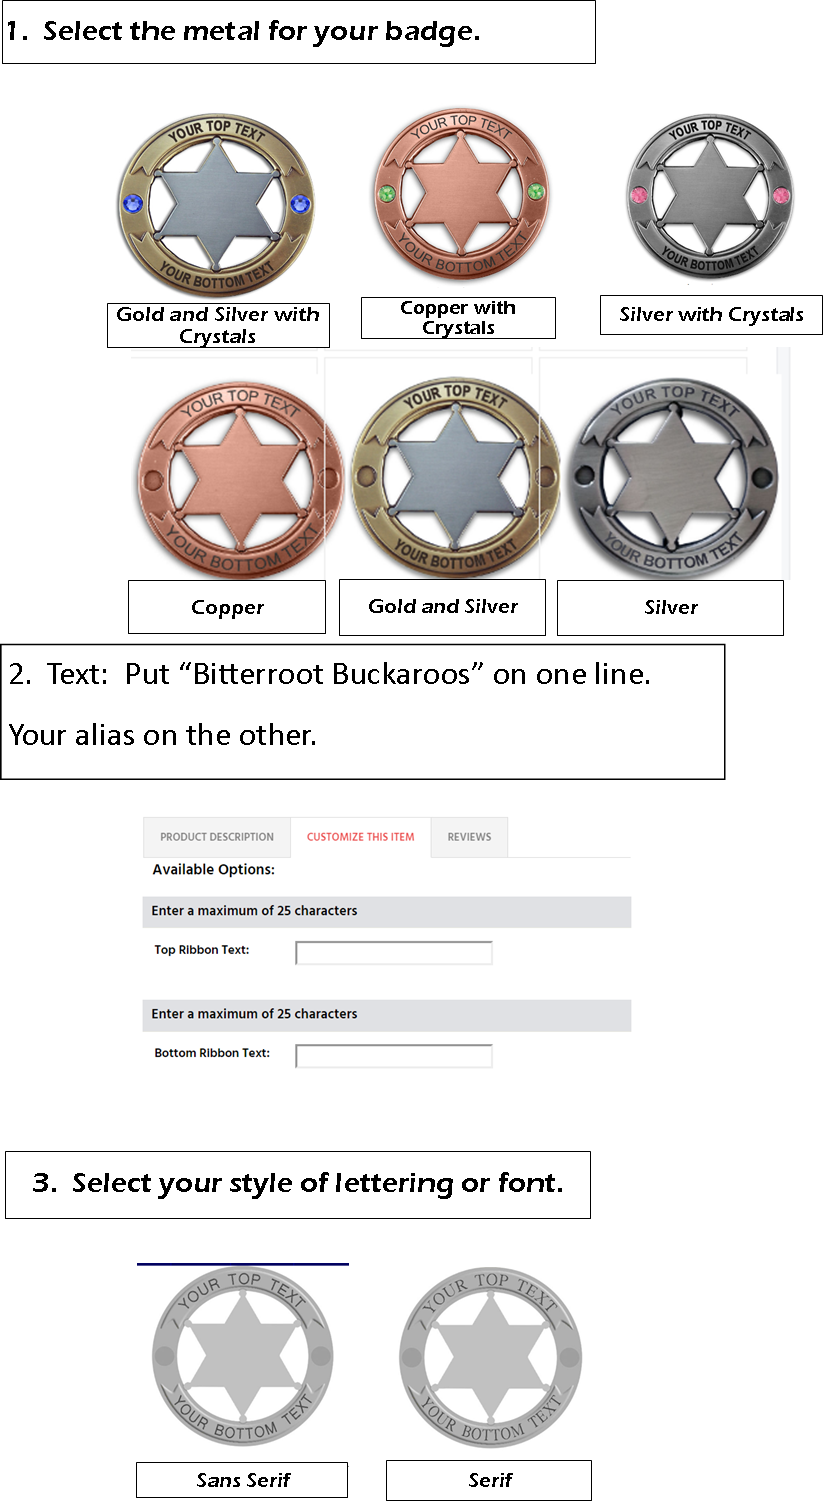 1. Select the metal for your badge.
YOUR TOP TEXT
YOUR BOTTOM TEXT
YOUR TOP TEXT
YOUR BOTTOM TEXT
YOUR TOP TEXT
YOUR BOTTOM TEXT
Gold and Silver with
Crystals
Copper with
Crystals
Silver with Crystals
YOUR TOP TEXT
YOUR BOTTOM TEXT
YOUR TOP TEXT
YOUR BOTTOM TEXT
YOUR TOP TEXT
YOUR BOTTOM TEXT
Copper
Gold and Silver
Silver
2. Text: Put “Bitterroot Buckaroos” on one line.
Your alias on the other.
PRODUCT DESCRIPTION
CUSTOMIZE THIS ITEM
REVIEWS
Available Options:
Enter a maximum of 25 characters
Top Ribbon Text:
Enter a maximum of 25 characters
Bottom Ribbon Text:
3. Select your style of lettering or font.
YOUR TOP TEXT
YOUR BOTTOM TEXT
YOUR TOP TEXT
YOUR BOTTOM TEXT
Sans Serif
Serif